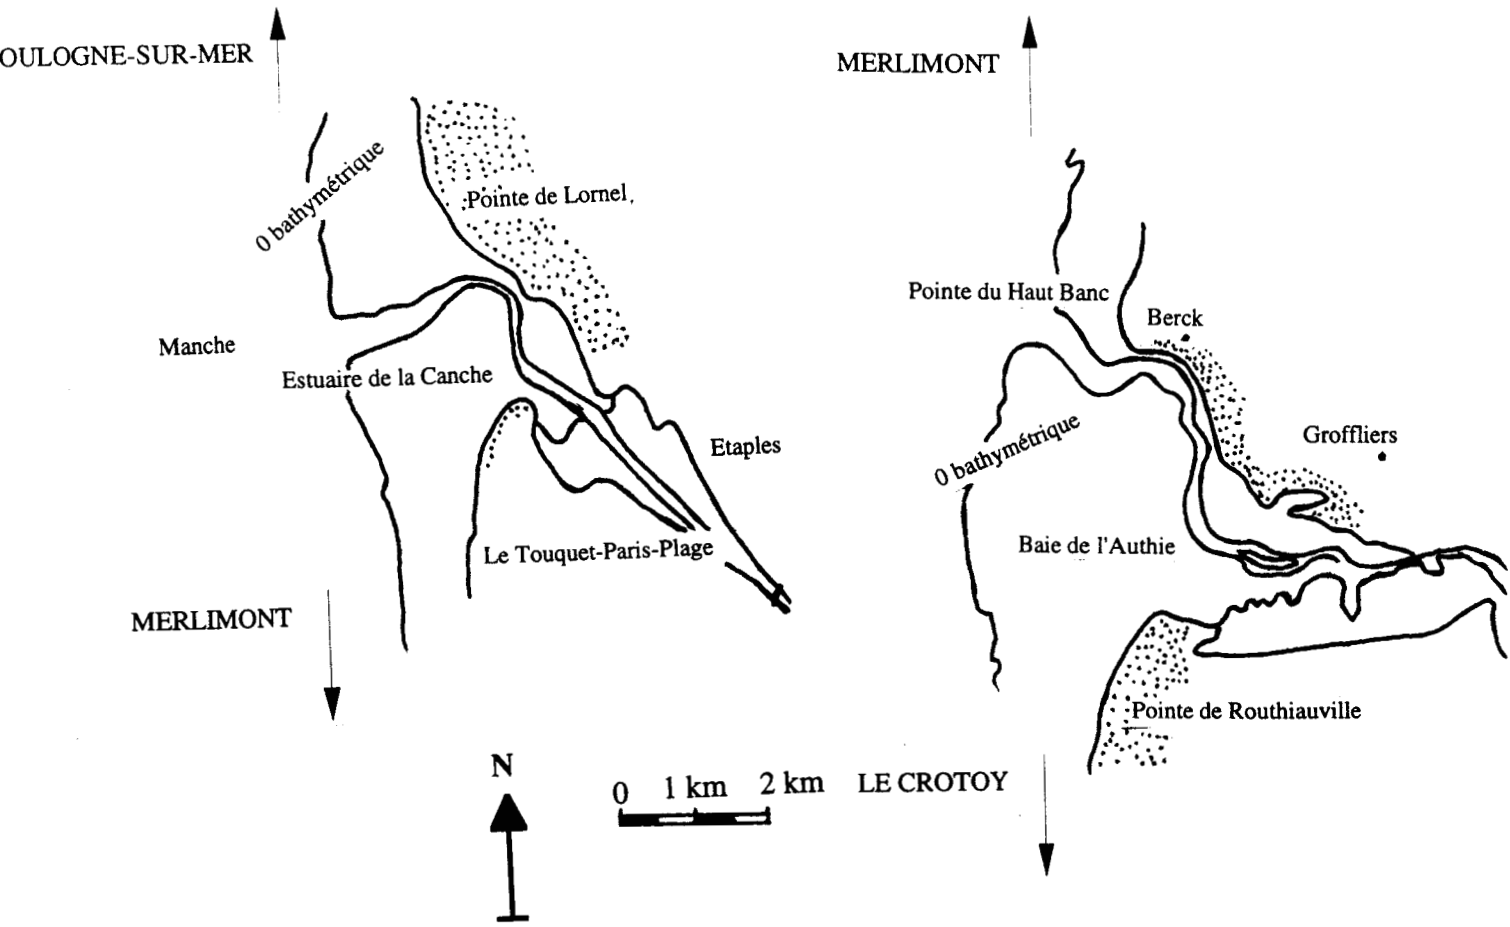 OULOGNE-SUR-MER
0 bathymétrique
Pointe de Lornel
Manche
Estuaire de la Canche
Etaples
Le Touquet-Paris-Plage
MERLIMONT
MERLIMONT
Pointe du Haut Banc
Berck
Groffliers
0 bathymétrique
Baie de l'Authie
Pointe de Routhiauville
LE CROTOY
N
0 1 km 2 km